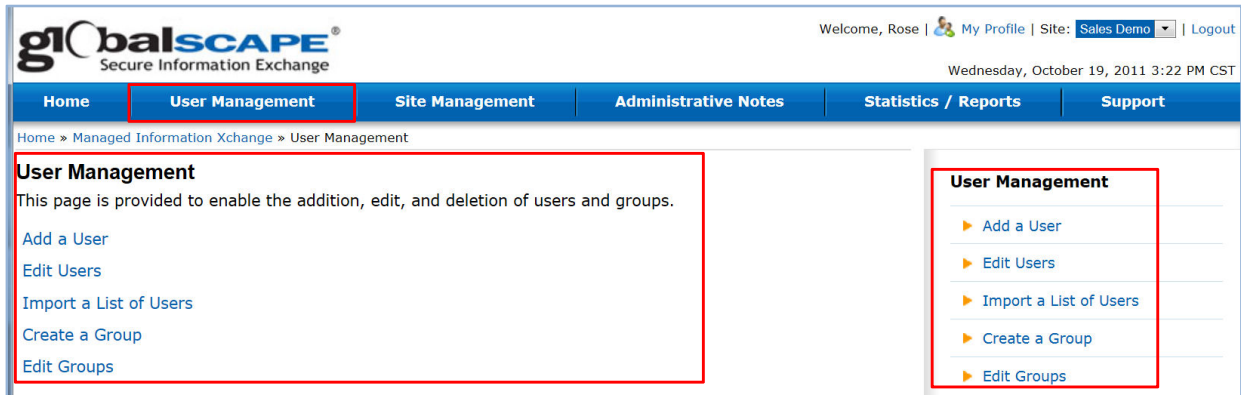 globalSCAPE®
Secure Information Exchange
Welcome, Rose | My Profile | Site: Sales Demo | Logout
Wednesday, October 19, 2011 3:22 PM CST
Home User Management Site Management Administrative Notes Statistics / Reports Support
Home » Managed Information Xchange » User Management
User Management
This page is provided to enable the addition, edit, and deletion of users and groups.
Add a User
Edit Users
Import a List of Users
Create a Group
Edit Groups
User Management
Add a User
Edit Users
Import a List of Users
Create a Group
Edit Groups